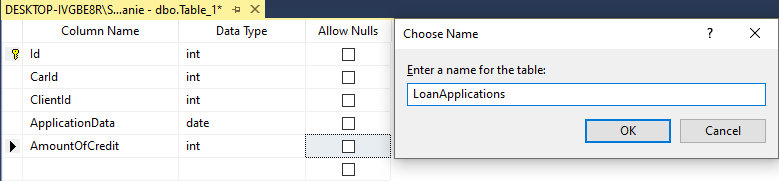 DESKTOP-IVGBE8R\S...anie - dbo.Table_1*
Column Name Data Type Allow Nulls
Id int
CarId int
ClientId int
ApplicationData date
AmountOfCredit int
Choose Name ?
Enter a name for the table:
LoanApplications
OK Cancel